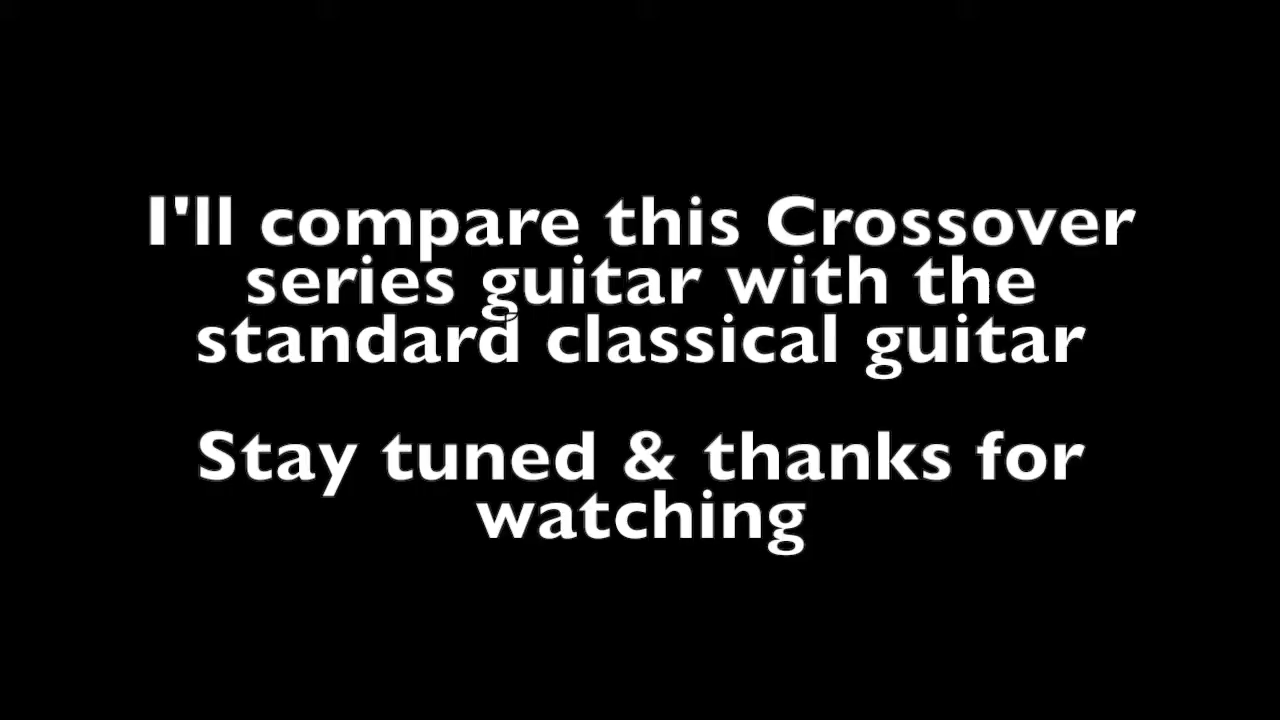 I'll compare this Crossover
series guitar with the
standard classical guitar
Stay tuned & thanks for
watching